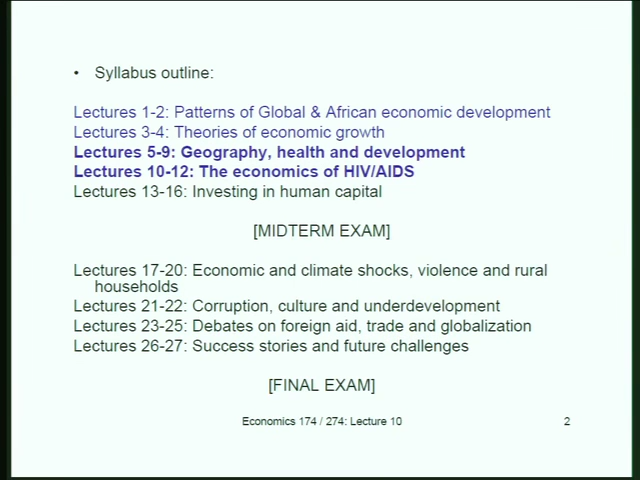 • Syllabus outline:
Lectures 1-2: Patterns of Global & African economic development
Lectures 3-4: Theories of economic growth
Lectures 5-9: Geography, health and development
Lectures 10-12: The economics of HIV/AIDS
Lectures 13-16: Investing in human capital
[MIDTERM EXAM]
Lectures 17-20: Economic and climate shocks, violence and rural
households
Lectures 21-22: Corruption, culture and underdevelopment
Lectures 23-25: Debates on foreign aid, trade and globalization
Lectures 26-27: Success stories and future challenges
[FINAL EXAM]
Economics 174 / 274: Lecture 10 2